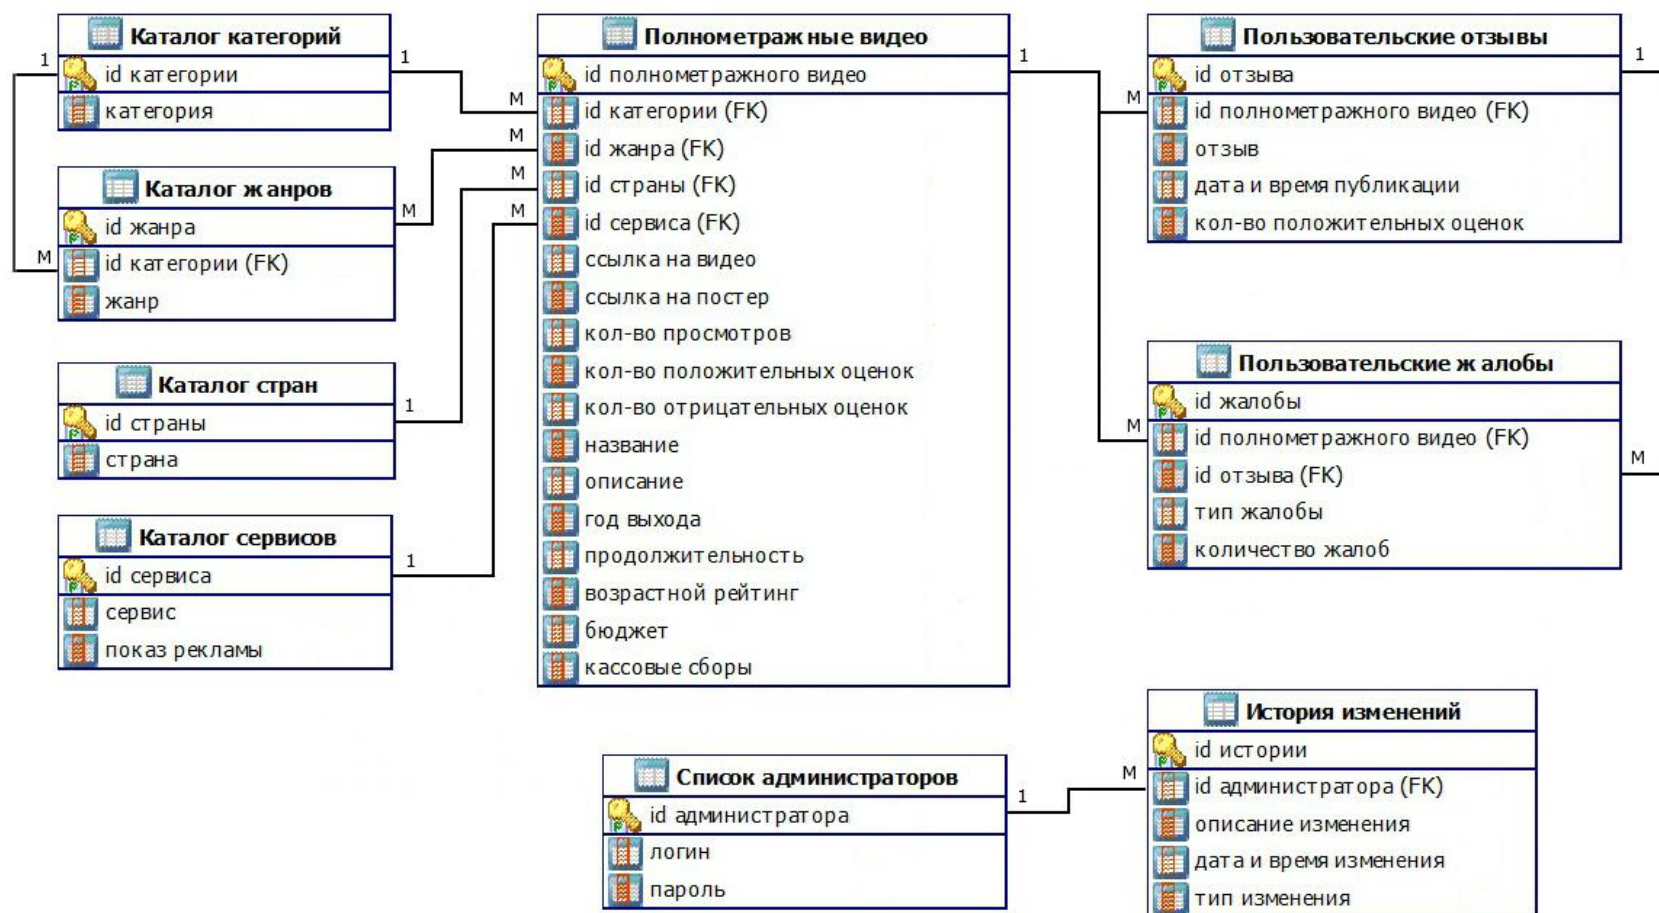 Каталог категорий
1
id категории
1
категория
Каталог жанров
id жанра
M
M
id категории (FK)
жанр
Каталог стран
id страны
1
страна
Каталог сервисов
id сервиса
1
сервис
показ рекламы
Полнометражные видео
id полнометражного видео
1
M
id категории (FK)
M
id жанра (FK)
M
id страны (FK)
M
id сервиса (FK)
ссылка на видео
ссылка на постер
кол-во просмотров
кол-во положительных оценок
кол-во отрицательных оценок
название
описание
год выхода
продолжительность
возрастной рейтинг
бюджет
кассовые сборы
Пользовательские отзывы
id отзыва
1
M
id полнометражного видео (FK)
отзыв
дата и время публикации
кол-во положительных оценок
Пользовательские жалобы
id жалобы
M
id полнометражного видео (FK)
id отзыва (FK)
M
тип жалобы
количество жалоб
Список администраторов
id администратора
1
логин
пароль
История изменений
id истории
M
id администратора (FK)
описание изменения
дата и время изменения
тип изменения